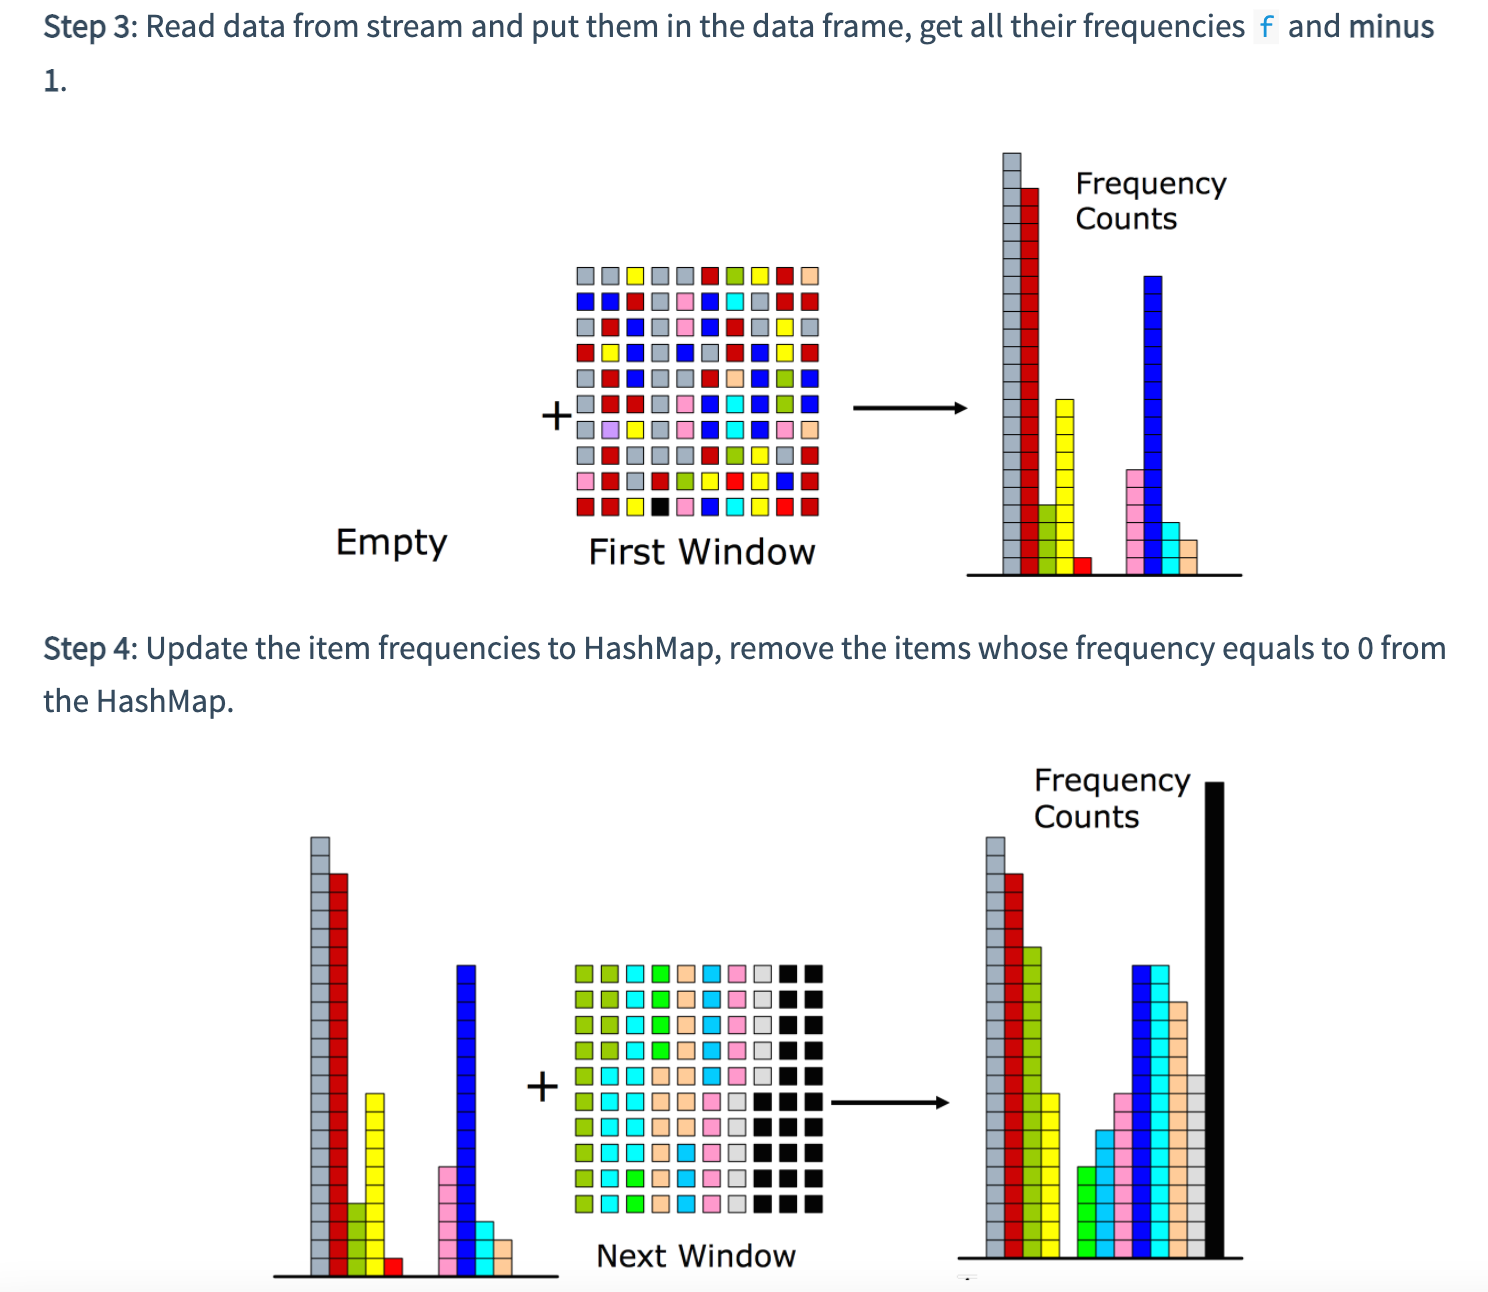 Step 3: Read data from stream and put them in the data frame, get all their frequencies f and minus
1.
Frequency
Counts
+
Empty
First Window
Step 4: Update the item frequencies to HashMap, remove the items whose frequency equals to 0 from
the HashMap.
Frequency
Counts
+
Next Window